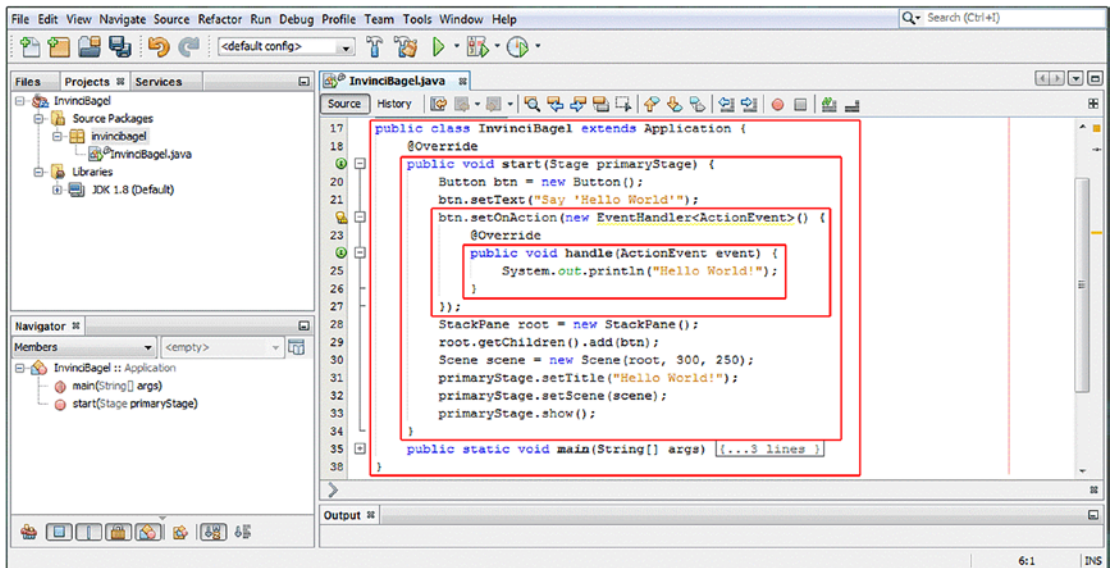 File Edit View Navigate Source Refactor Run Debug Profile Team Tools Window Help
Search (Ctrl+I)
<default config>
Files Projects Services
InvinciBagel
Source Packages
invincibagel
InvinciBagel.java
Libraries
JDK 1.8 (Default)
Navigator
Members <empty>
InvinciBagel :: Application
main(String[] args)
start(Stage primaryStage)
InvinciBagel.java
Source History
17 public class InvinciBagel extends Application {
18 @Override
public void start(Stage primaryStage) {
20 Button btn = new Button();
21 btn.setText("Say 'Hello World'");
btn.setOnAction(new EventHandler<ActionEvent>() {
23 @Override
public void handle(ActionEvent event) {
25 System.out.println("Hello World!");
26 }
27 });
28 StackPane root = new StackPane();
29 root.getChildren().add(btn);
30 Scene scene = new Scene(root, 300, 250);
31 primaryStage.setTitle("Hello World!");
32 primaryStage.setScene(scene);
33 primaryStage.show();
34 }
35 public static void main(String[] args) {...3 lines }
38 }
Output
6:1 INS